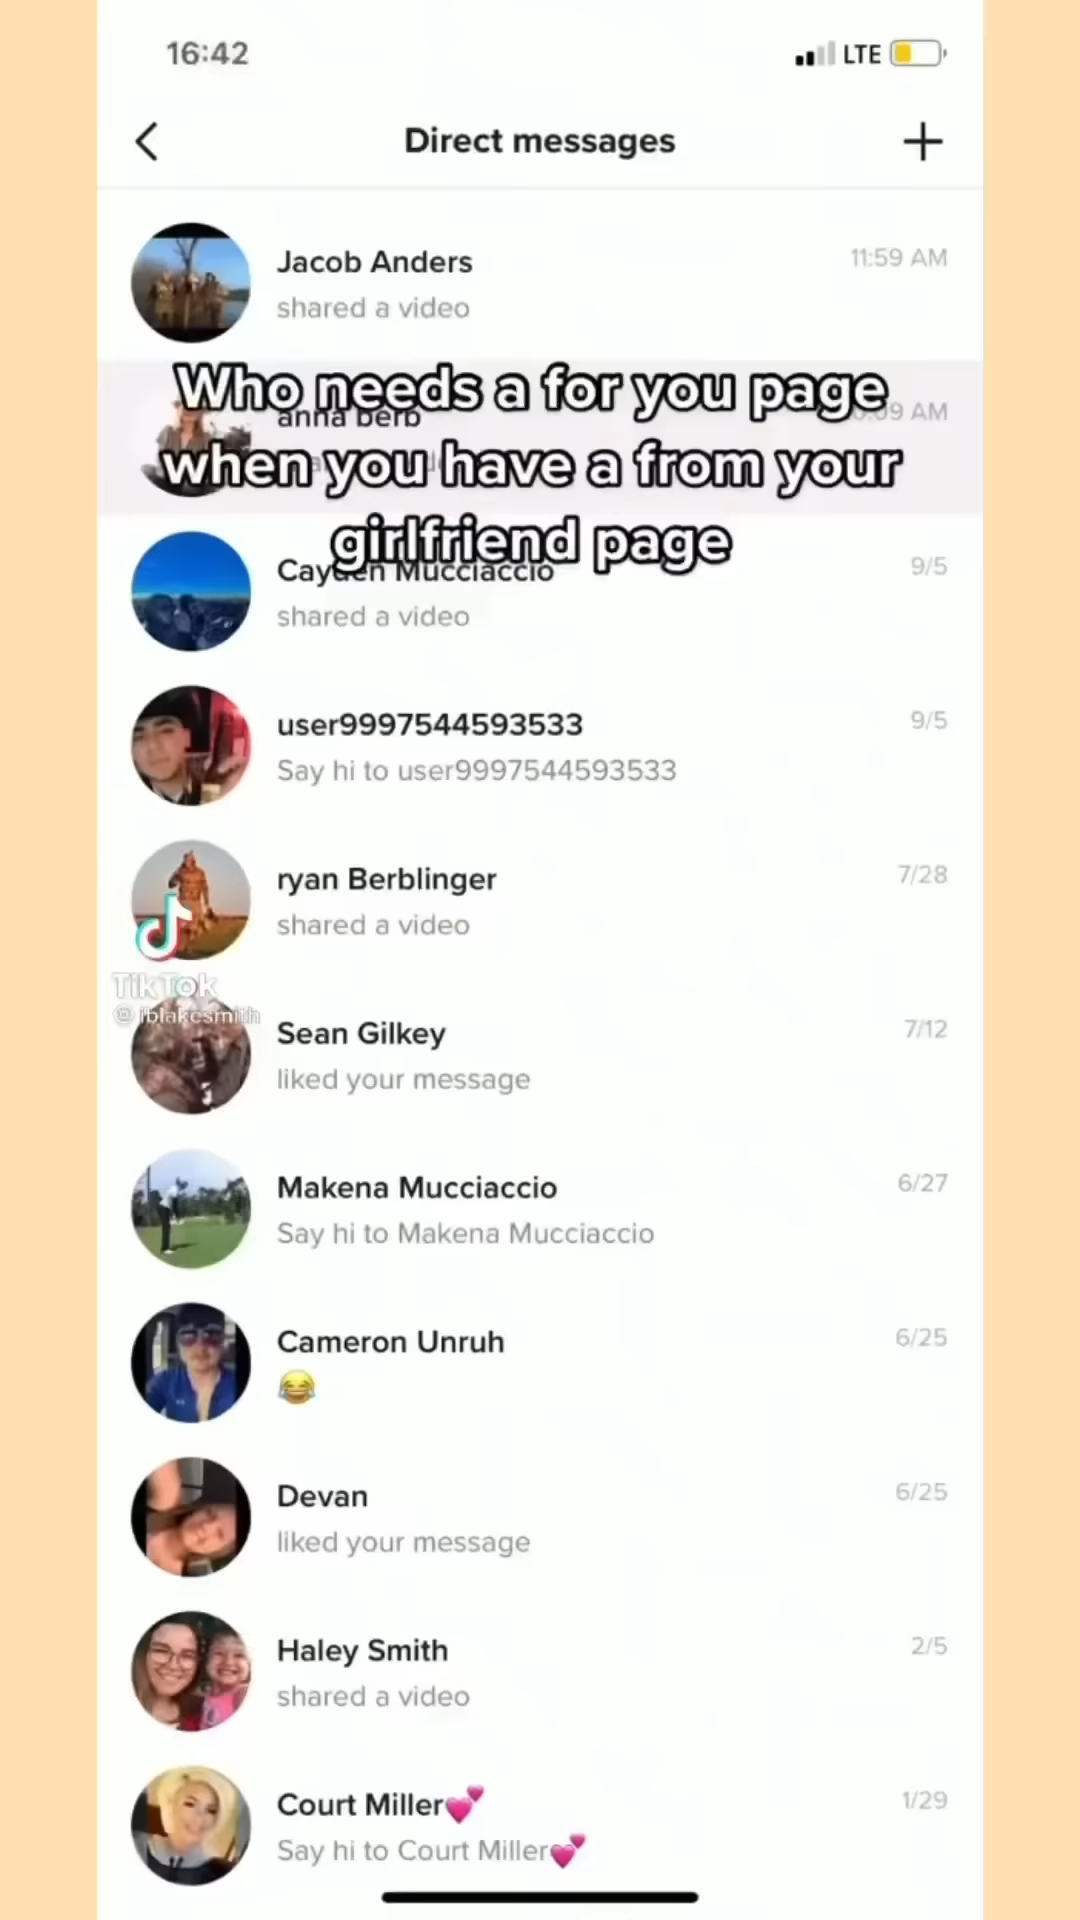 16:42
LTE
Direct messages
Jacob Anders
11:59 AM
shared a video
Who needs a for you page
when you have a from your
girlfriend page
anna berb
AM
Cayden Mucciaccio
9/5
shared a video
user9997544593533
9/5
Say hi to user9997544593533
ryan Berblinger
7/28
shared a video
TikTok
Sean Gilkey
7/12
liked your message
Makena Mucciaccio
6/27
Say hi to Makena Mucciaccio
Cameron Unruh
6/25
😂
Devan
6/25
liked your message
Haley Smith
2/5
shared a video
Court Miller💕
1/29
Say hi to Court Miller💕